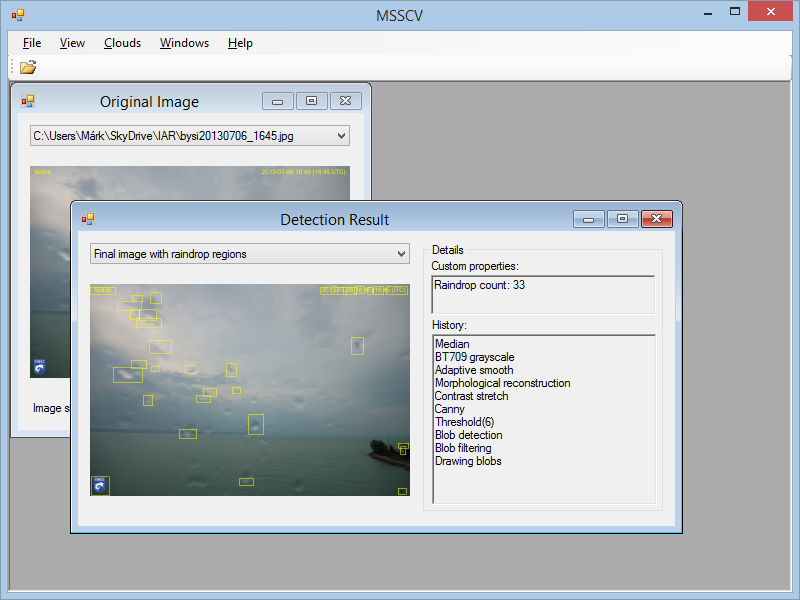 MSSCV
File View Clouds Windows Help
Original Image
C:\Users\Márk\SkyDrive\IAR\bysi20130706_1645.jpg
Siófok 2013-07-06 18:45 (16:45 UTC)
Image s
Detection Result
Final image with raindrop regions
Details
Custom properties:
Raindrop count: 33
History:
Median
BT709 grayscale
Adaptive smooth
Morphological reconstruction
Contrast stretch
Canny
Threshold(6)
Blob detection
Blob filtering
Drawing blobs